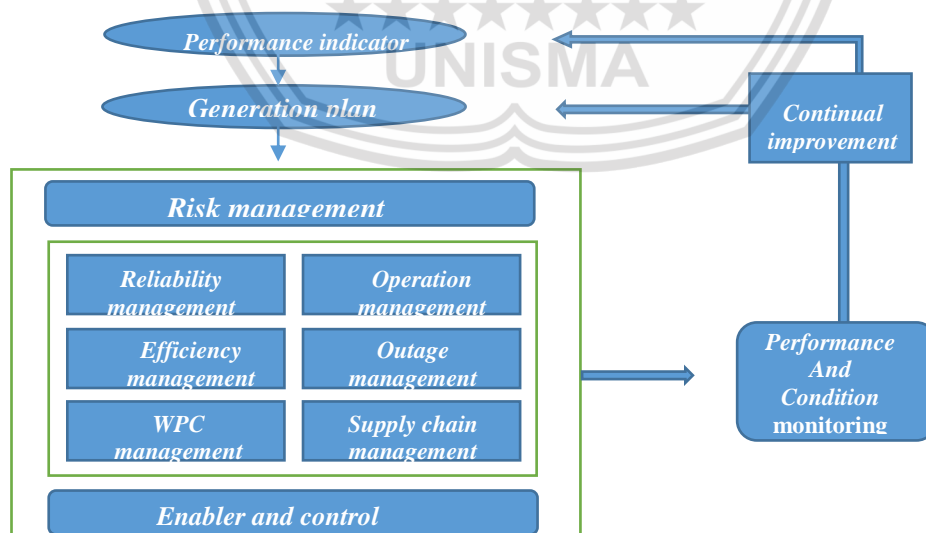 Performance indicator
UNISMA
Generation plan
Continual
improvement
Risk management
Reliability
management
Operation
management
Efficiency
management
Outage
management
WPC
management
Supply chain
management
Performance
And
Condition
monitoring
Enabler and control